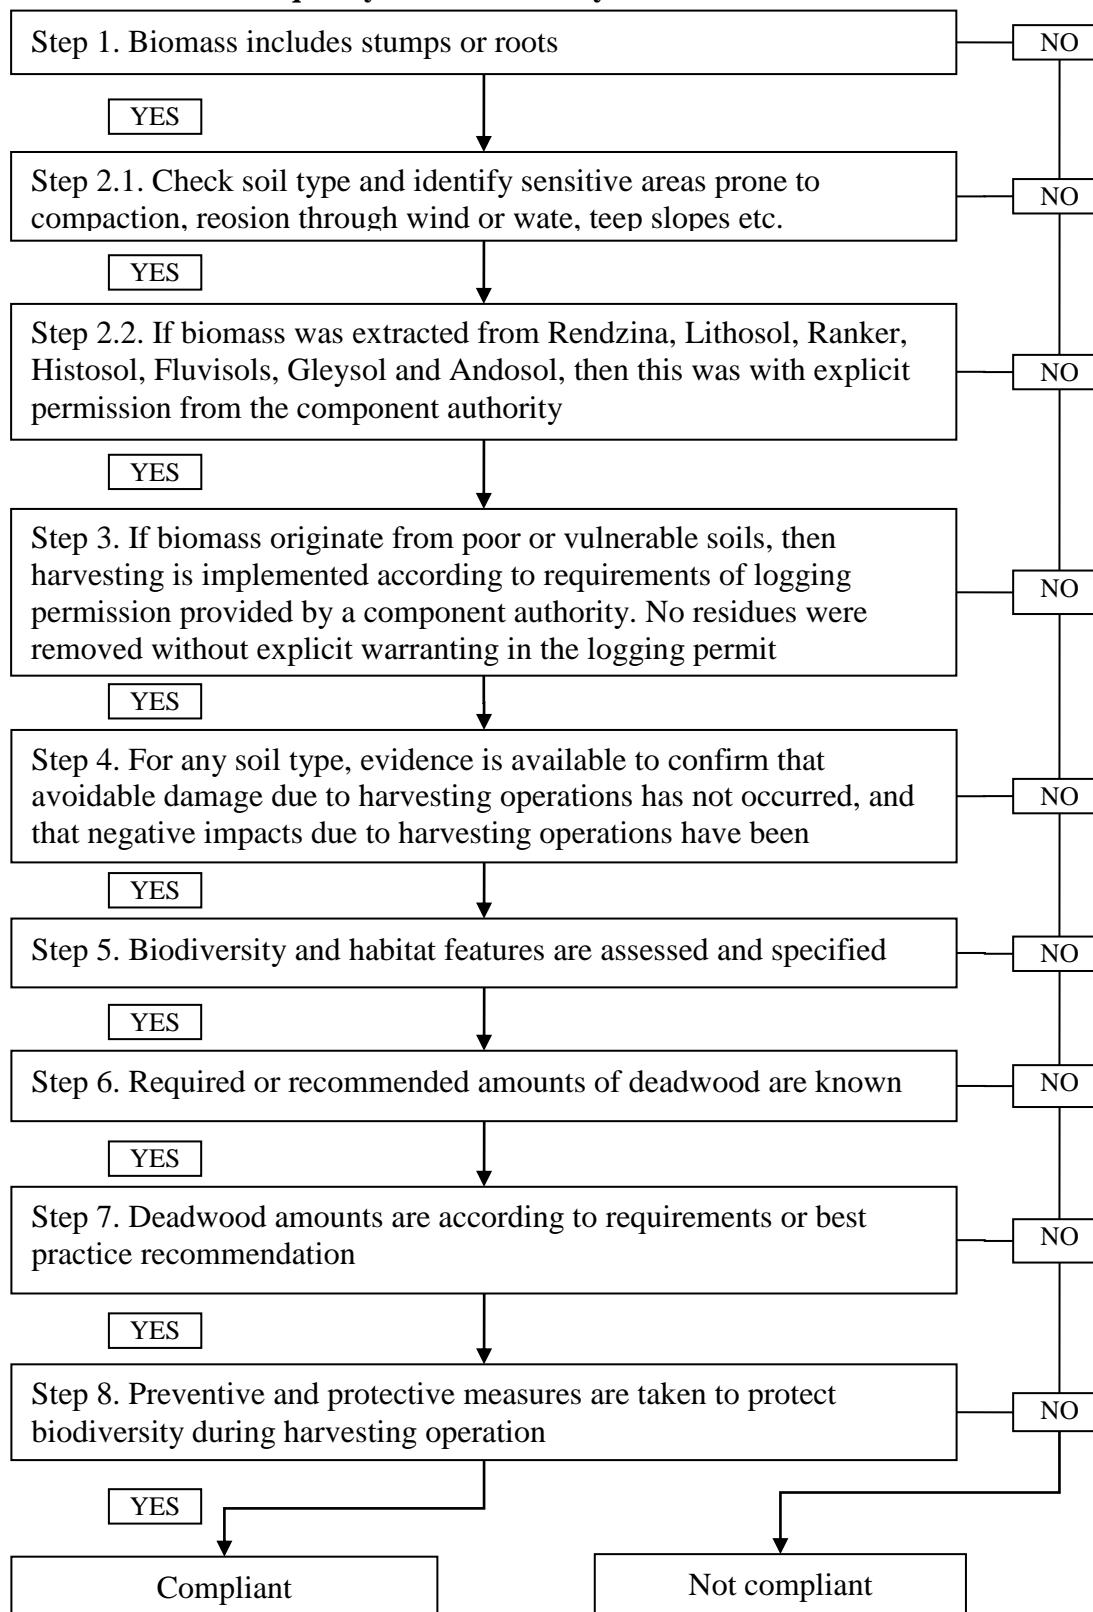 Step 1. Biomass includes stumps or roots
NO
YES
Step 2.1. Check soil type and identify sensitive areas prone to
compaction, reosion through wind or wate, teep slopes etc.
NO
YES
Step 2.2. If biomass was extracted from Rendzina, Lithosol, Ranker,
Histosol, Fluvisols, Gleysol and Andosol, then this was with explicit
permission from the component authority
NO
YES
Step 3. If biomass originate from poor or vulnerable soils, then
harvesting is implemented according to requirements of logging
permission provided by a component authority. No residues were
removed without explicit warranting in the logging permit
NO
YES
Step 4. For any soil type, evidence is available to confirm that
avoidable damage due to harvesting operations has not occurred, and
that negative impacts due to harvesting operations have been
NO
YES
Step 5. Biodiversity and habitat features are assessed and specified
NO
YES
Step 6. Required or recommended amounts of deadwood are known
NO
YES
Step 7. Deadwood amounts are according to requirements or best
practice recommendation
NO
YES
Step 8. Preventive and protective measures are taken to protect
biodiversity during harvesting operation
NO
YES
Compliant
Not compliant